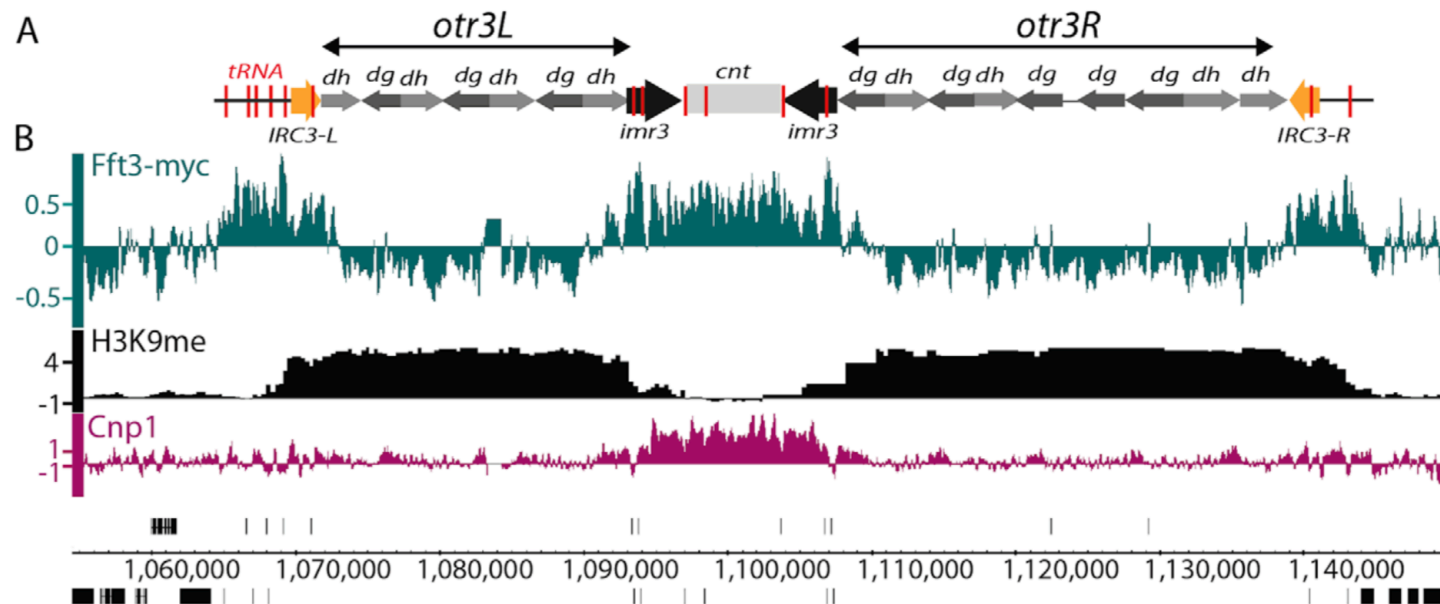 A
otr3L
otr3R
tRNA
dh dg dh dg dh dg dh cnt dg dh dg dh dg dg dg dh dh
IRC3-L
imr3
imr3
IRC3-R
B
Fft3-myc
0.5
0
-0.5
H3K9me
4
-1
Cnp1
1
-1
1,060,000 1,070,000 1,080,000 1,090,000 1,100,000 1,110,000 1,120,000 1,130,000 1,140,000